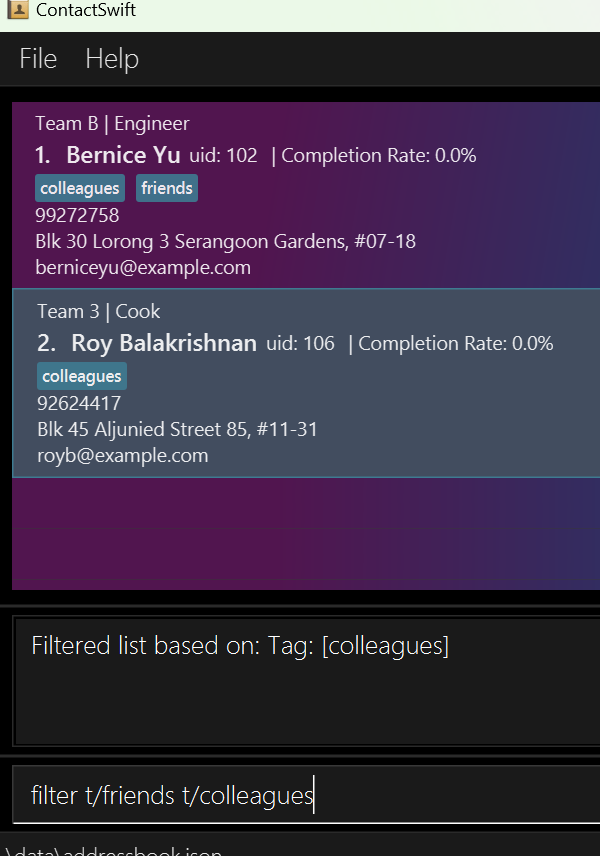 ContactSwift
File Help
Team B | Engineer
1. Bernice Yu uid: 102 | Completion Rate: 0.0%
colleagues friends
99272758
Blk 30 Lorong 3 Serangoon Gardens, #07-18
berniceyu@example.com
Team 3 | Cook
2. Roy Balakrishnan uid: 106 | Completion Rate: 0.0%
colleagues
92624417
Blk 45 Aljunied Street 85, #11-31
royb@example.com
Filtered list based on: Tag: [colleagues]
filter t/friends t/colleagues
.\data\addressbook.json